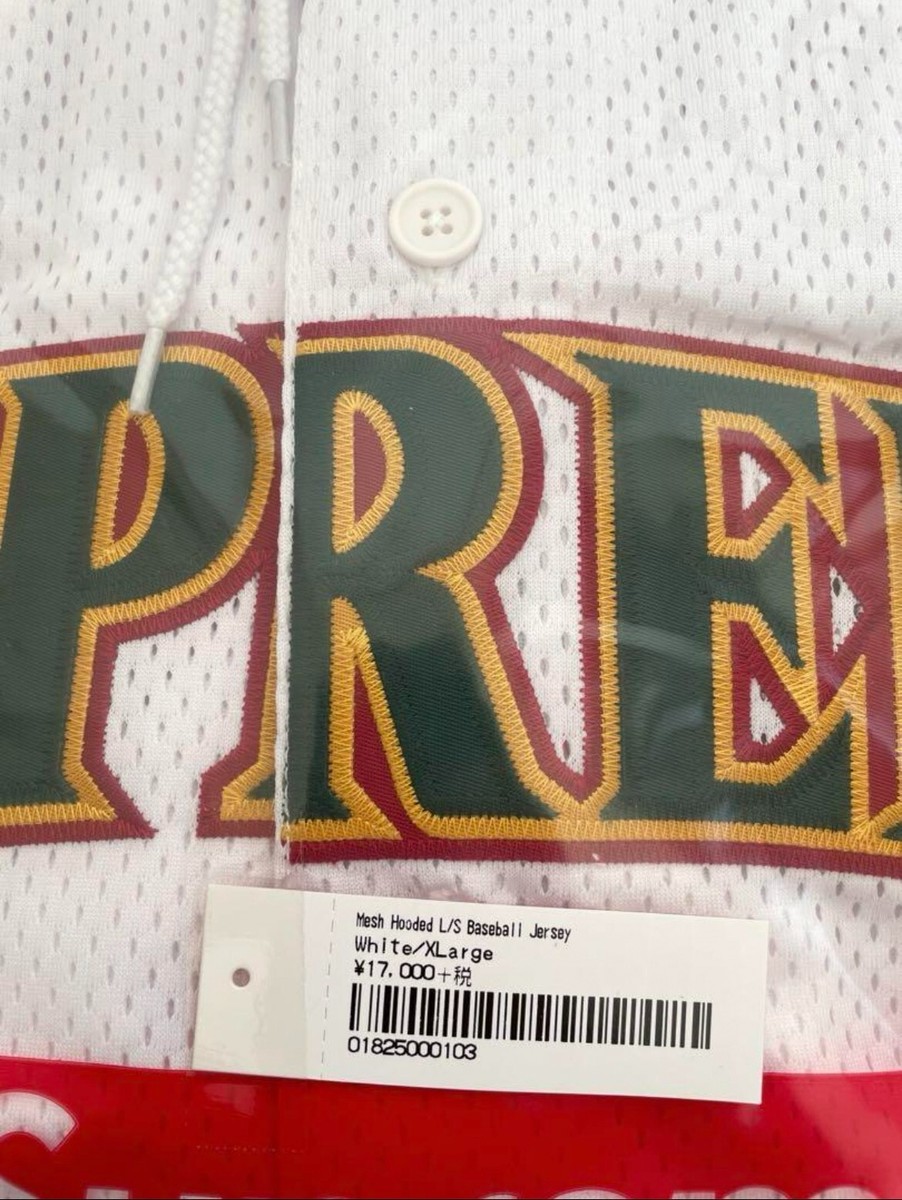 PRE
Mesh Hooded L/S Baseball Jersey
White/XLarge
¥17,000+税
01825000103